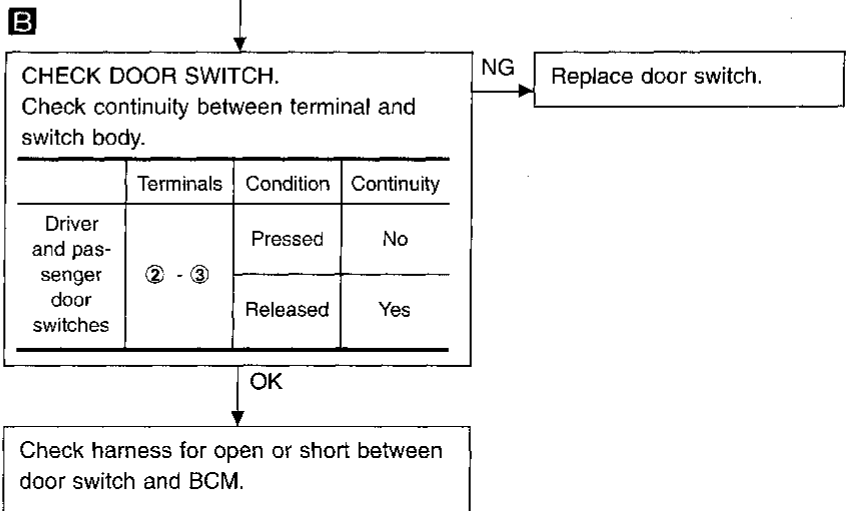 B
CHECK DOOR SWITCH.
Check continuity between terminal and
switch body.
NG
Replace door switch.
Terminals Condition Continuity
Driver
and pas-
senger
door
switches
② - ③
Pressed No
Released Yes
OK
Check harness for open or short between
door switch and BCM.